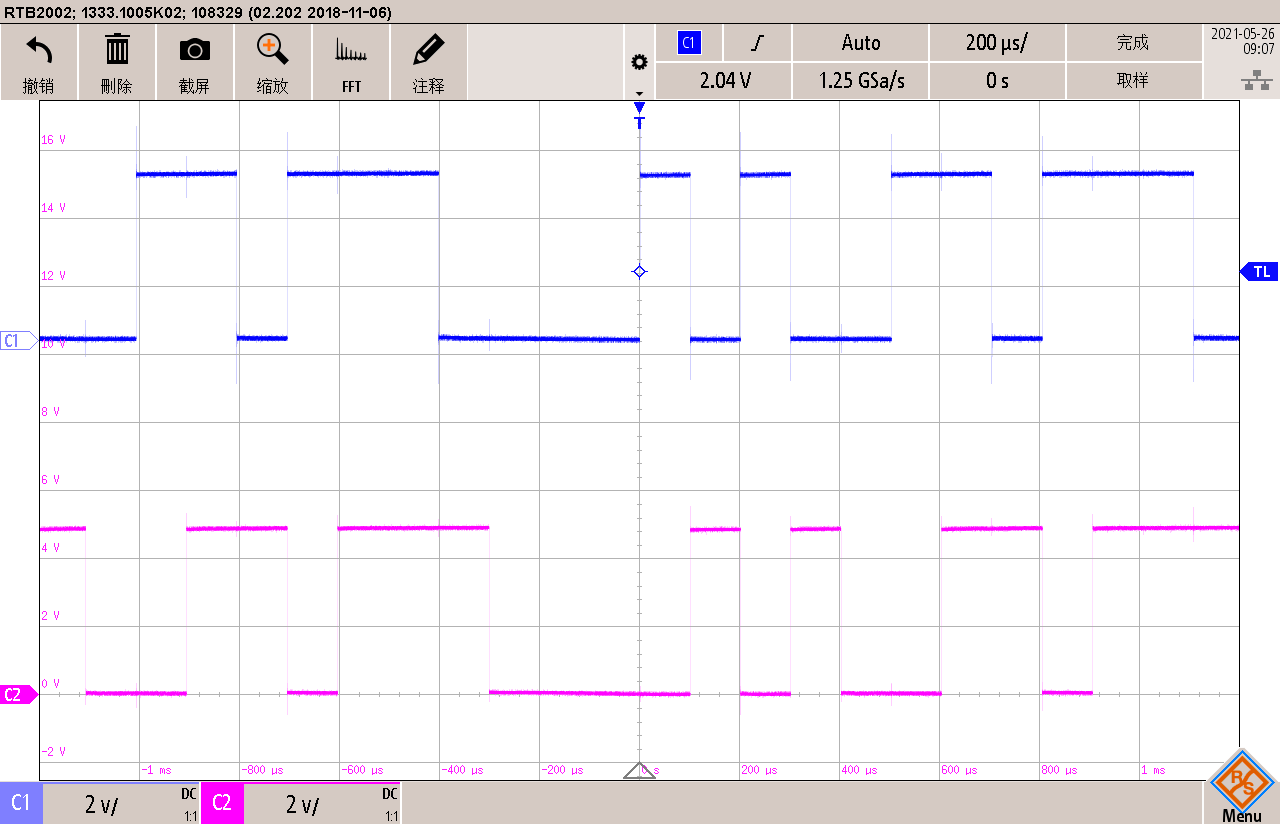 RTB2002; 1333.1005K02; 108329 (02.202 2018-11-06)
撤销
刪除
截屏
缩放
FFT
注释
C1
Auto
200 µs/
完成
2.04 V
1.25 GSa/s
0 s
取样
2021-05-26
09:07
T
16 V
14 V
12 V
TL
C1
10 V
8 V
6 V
4 V
2 V
C2
0 V
-2 V
-1 ms
-800 µs
-600 µs
-400 µs
-200 µs
0 s
200 µs
400 µs
600 µs
800 µs
1 ms
C1
2 V/
DC
1:1
C2
2 V/
DC
1:1
R S
Menu